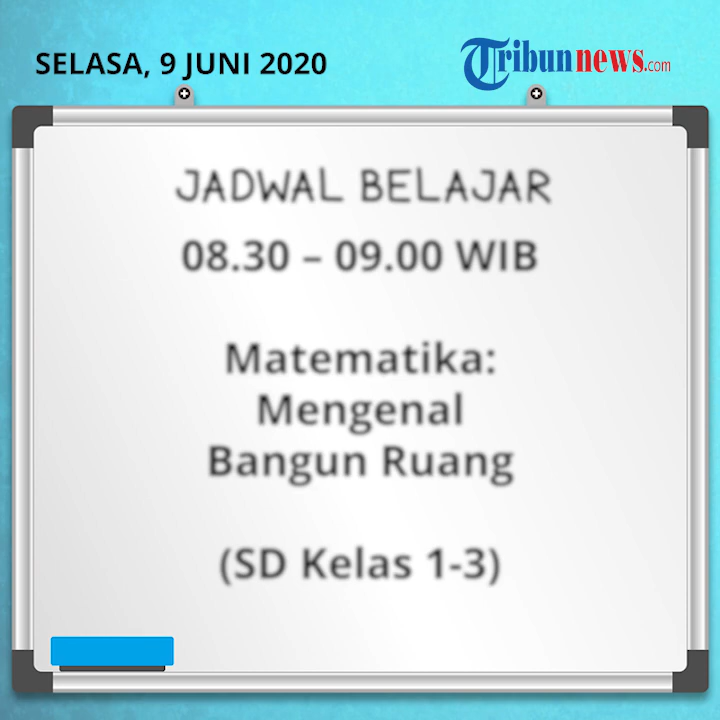 SELASA, 9 JUNI 2020
Tribunnews.com
JADWAL BELAJAR
08.30 – 09.00 WIB
Matematika:
Mengenal
Bangun Ruang
(SD Kelas 1-3)